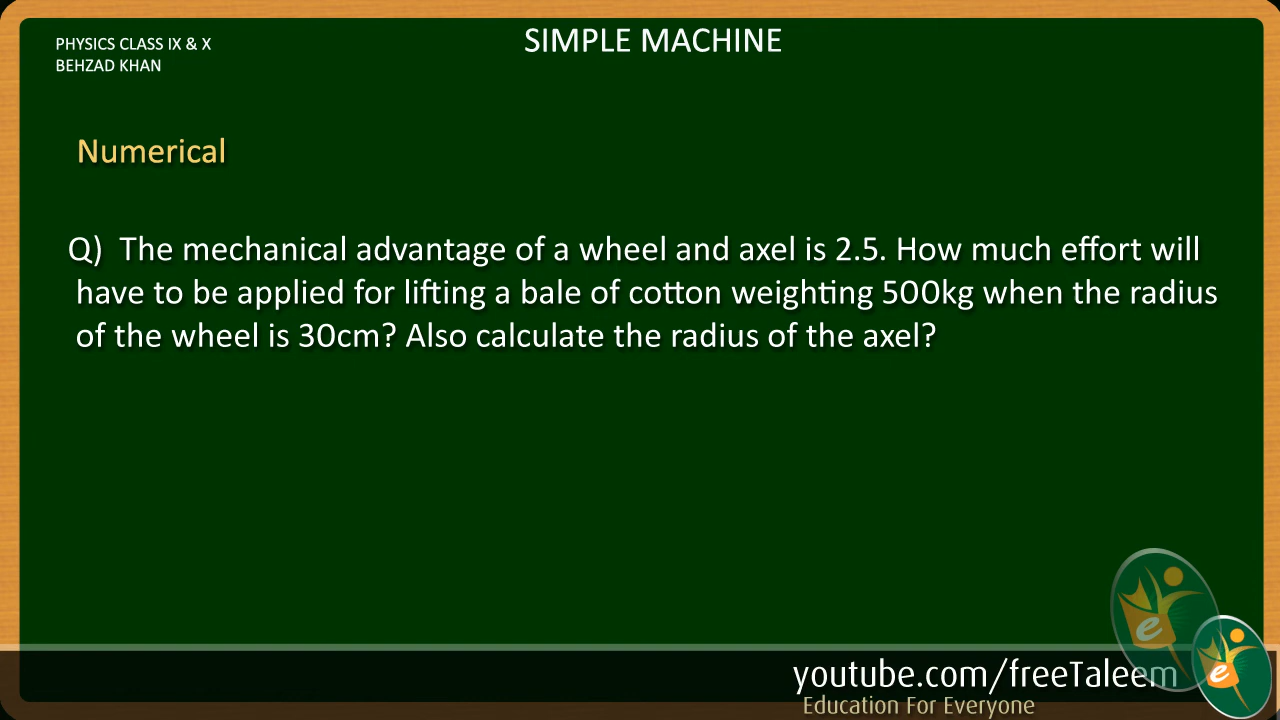 PHYSICS CLASS IX & X
BEHZAD KHAN
SIMPLE MACHINE
Numerical
Q) The mechanical advantage of a wheel and axel is 2.5. How much effort will
have to be applied for lifting a bale of cotton weighting 500kg when the radius
of the wheel is 30cm? Also calculate the radius of the axel?
e
e
youtube.com/freeTaleem
Education For Everyone